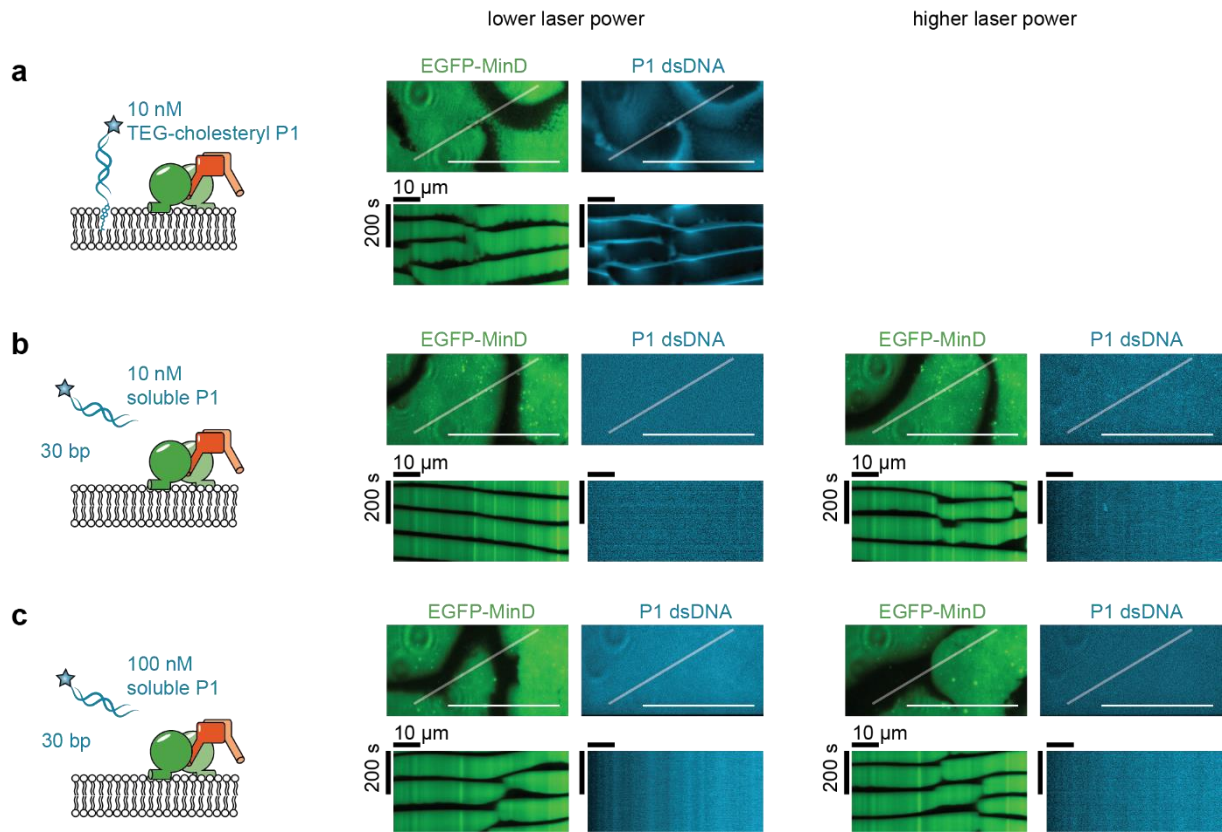 lower laser power
higher laser power
a
10 nM
TEG-cholesteryl P1
EGFP-MinD
P1 dsDNA
10 µm
200 s
b
10 nM
soluble P1
30 bp
EGFP-MinD
P1 dsDNA
10 µm
200 s
EGFP-MinD
P1 dsDNA
10 µm
200 s
c
100 nM
soluble P1
30 bp
EGFP-MinD
P1 dsDNA
10 µm
200 s
EGFP-MinD
P1 dsDNA
10 µm
200 s